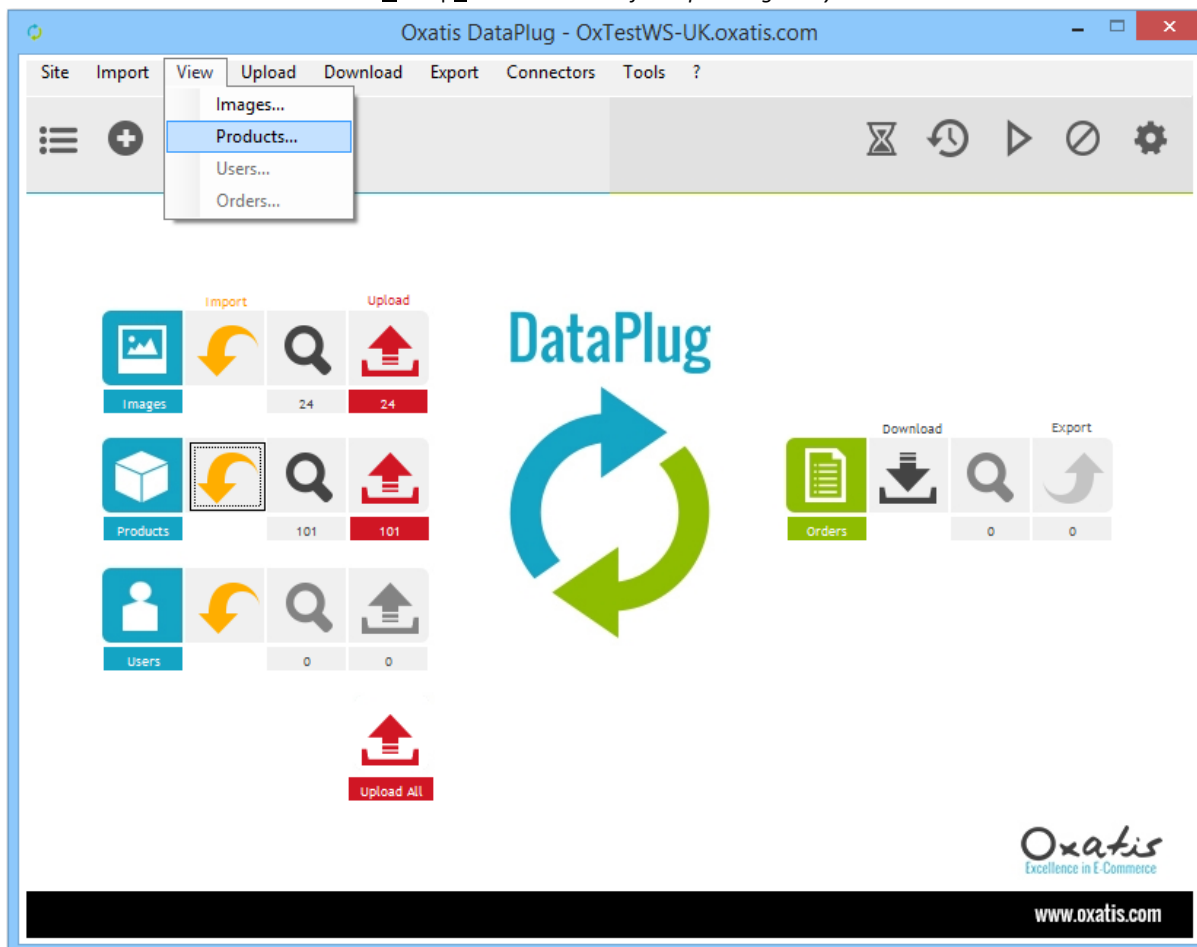 Oxatis DataPlug - OxTestWS-UK.oxatis.com
Site Import View Upload Download Export Connectors Tools ?
Images...
Products...
Users...
Orders...
Import Upload
Images 24 24
DataPlug
Download Export
Products 101 101
Orders 0 0
Users 0 0
Upload All
Oxatis
Excellence in E-Commerce
www.oxatis.com